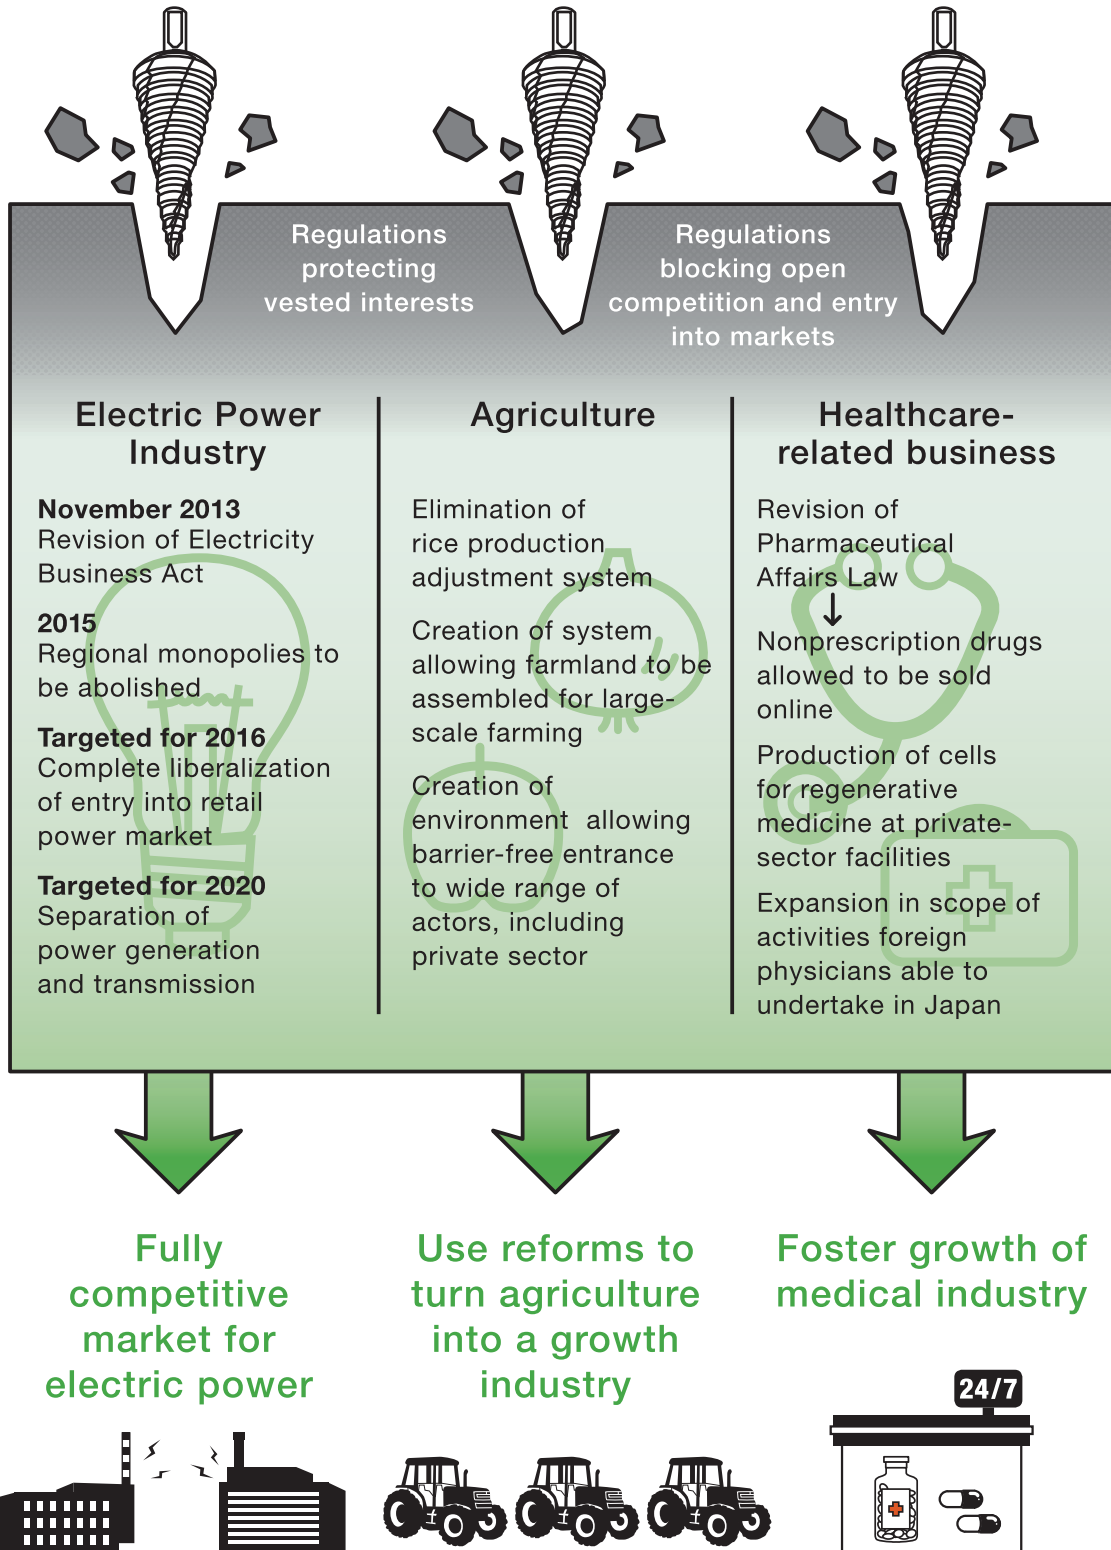 Regulations
protecting
vested interests
Regulations
blocking open
competition and entry
into markets
Electric Power
Industry
November 2013
Revision of Electricity
Business Act
2015
Regional monopolies to
be abolished
Targeted for 2016
Complete liberalization
of entry into retail
power market
Targeted for 2020
Separation of
power generation
and transmission
Agriculture
Elimination of
rice production
adjustment system
Creation of system
allowing farmland to be
assembled for large-
scale farming
Creation of
environment allowing
barrier-free entrance
to wide range of
actors, including
private sector
Healthcare-
related business
Revision of
Pharmaceutical
Affairs Law
Nonprescription drugs
allowed to be sold
online
Production of cells
for regenerative
medicine at private-
sector facilities
Expansion in scope of
activities foreign
physicians able to
undertake in Japan
Fully
competitive
market for
electric power
Use reforms to
turn agriculture
into a growth
industry
Foster growth of
medical industry
24/7